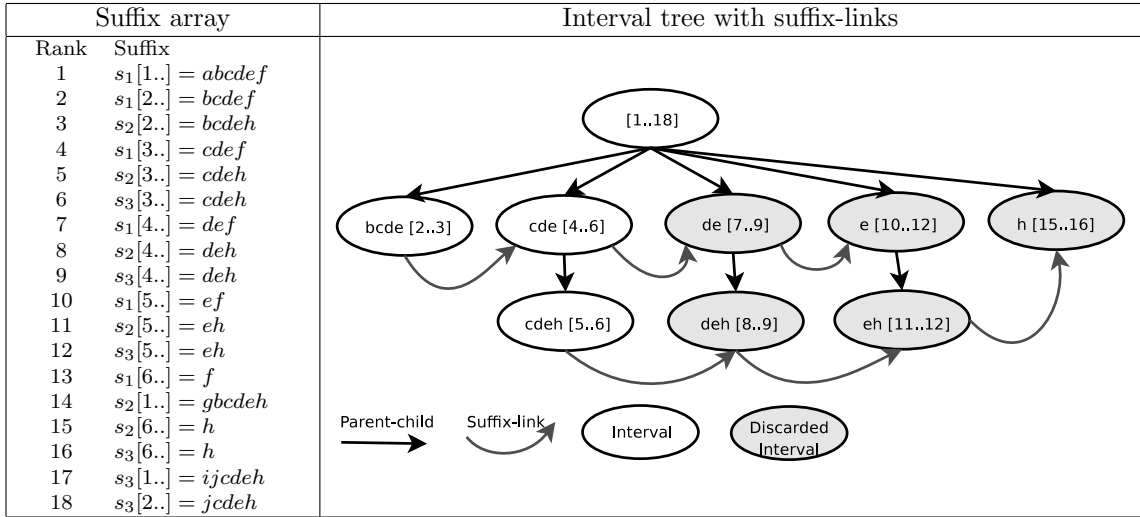 Suffix array
Interval tree with suffix-links
Rank Suffix
1 s₁[1..] = abcdef
2 s₁[2..] = bcdef
3 s₂[2..] = bcdeh
4 s₁[3..] = cdef
5 s₂[3..] = cdeh
6 s₃[3..] = cdeh
7 s₁[4..] = def
8 s₂[4..] = deh
9 s₃[4..] = deh
10 s₁[5..] = ef
11 s₂[5..] = eh
12 s₃[5..] = eh
13 s₁[6..] = f
14 s₂[1..] = gbcdeh
15 s₂[6..] = h
16 s₃[6..] = h
17 s₃[1..] = ijcdeh
18 s₃[2..] = jcdeh
[1..18]
bcde [2..3]
cde [4..6]
de [7..9]
e [10..12]
h [15..16]
cdeh [5..6]
deh [8..9]
eh [11..12]
Parent-child
Suffix-link
Interval
Discarded
Interval